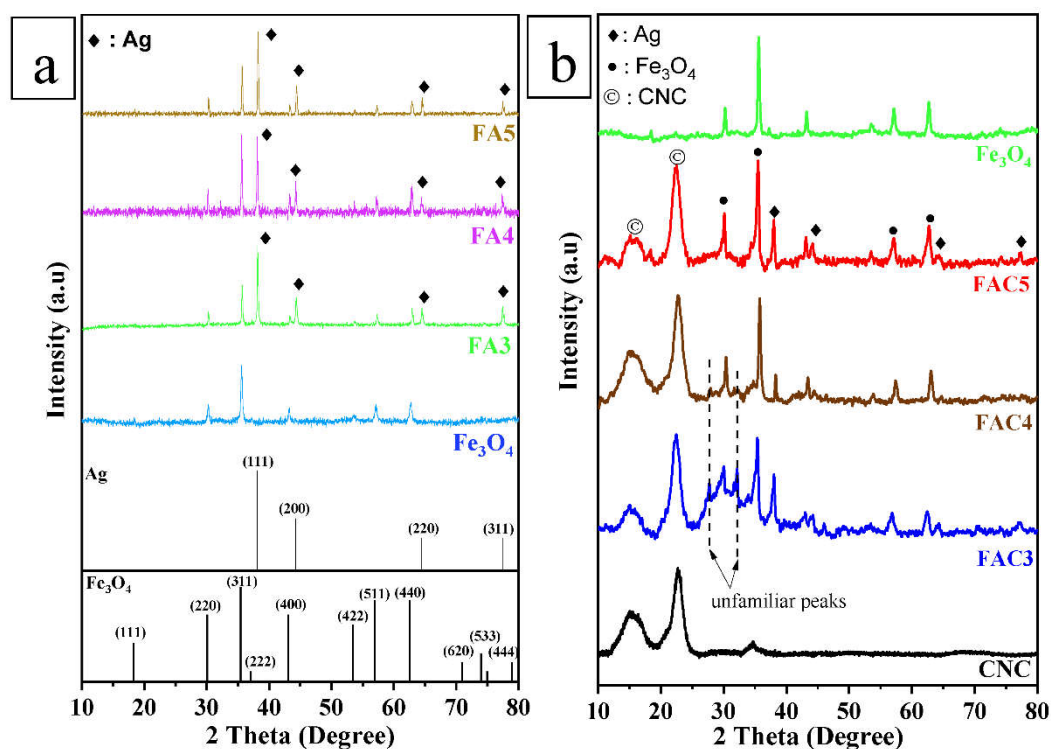 a
◆ : Ag
FA5
FA4
FA3
Fe₃O₄
Ag
(111)
(200)
(220)
(311)
Fe₃O₄
(111)
(220)
(311)
(222)
(400)
(422)
(511)
(440)
(620)
(533)
(444)
Intensity (a.u)
10 20 30 40 50 60 70 80
2 Theta (Degree)
b
◆ : Ag
● : Fe₃O₄
© : CNC
Fe₃O₄
FAC5
FAC4
FAC3
unfamiliar peaks
CNC
© ©
Intensity (a.u)
10 20 30 40 50 60 70 80
2 Theta (Degree)